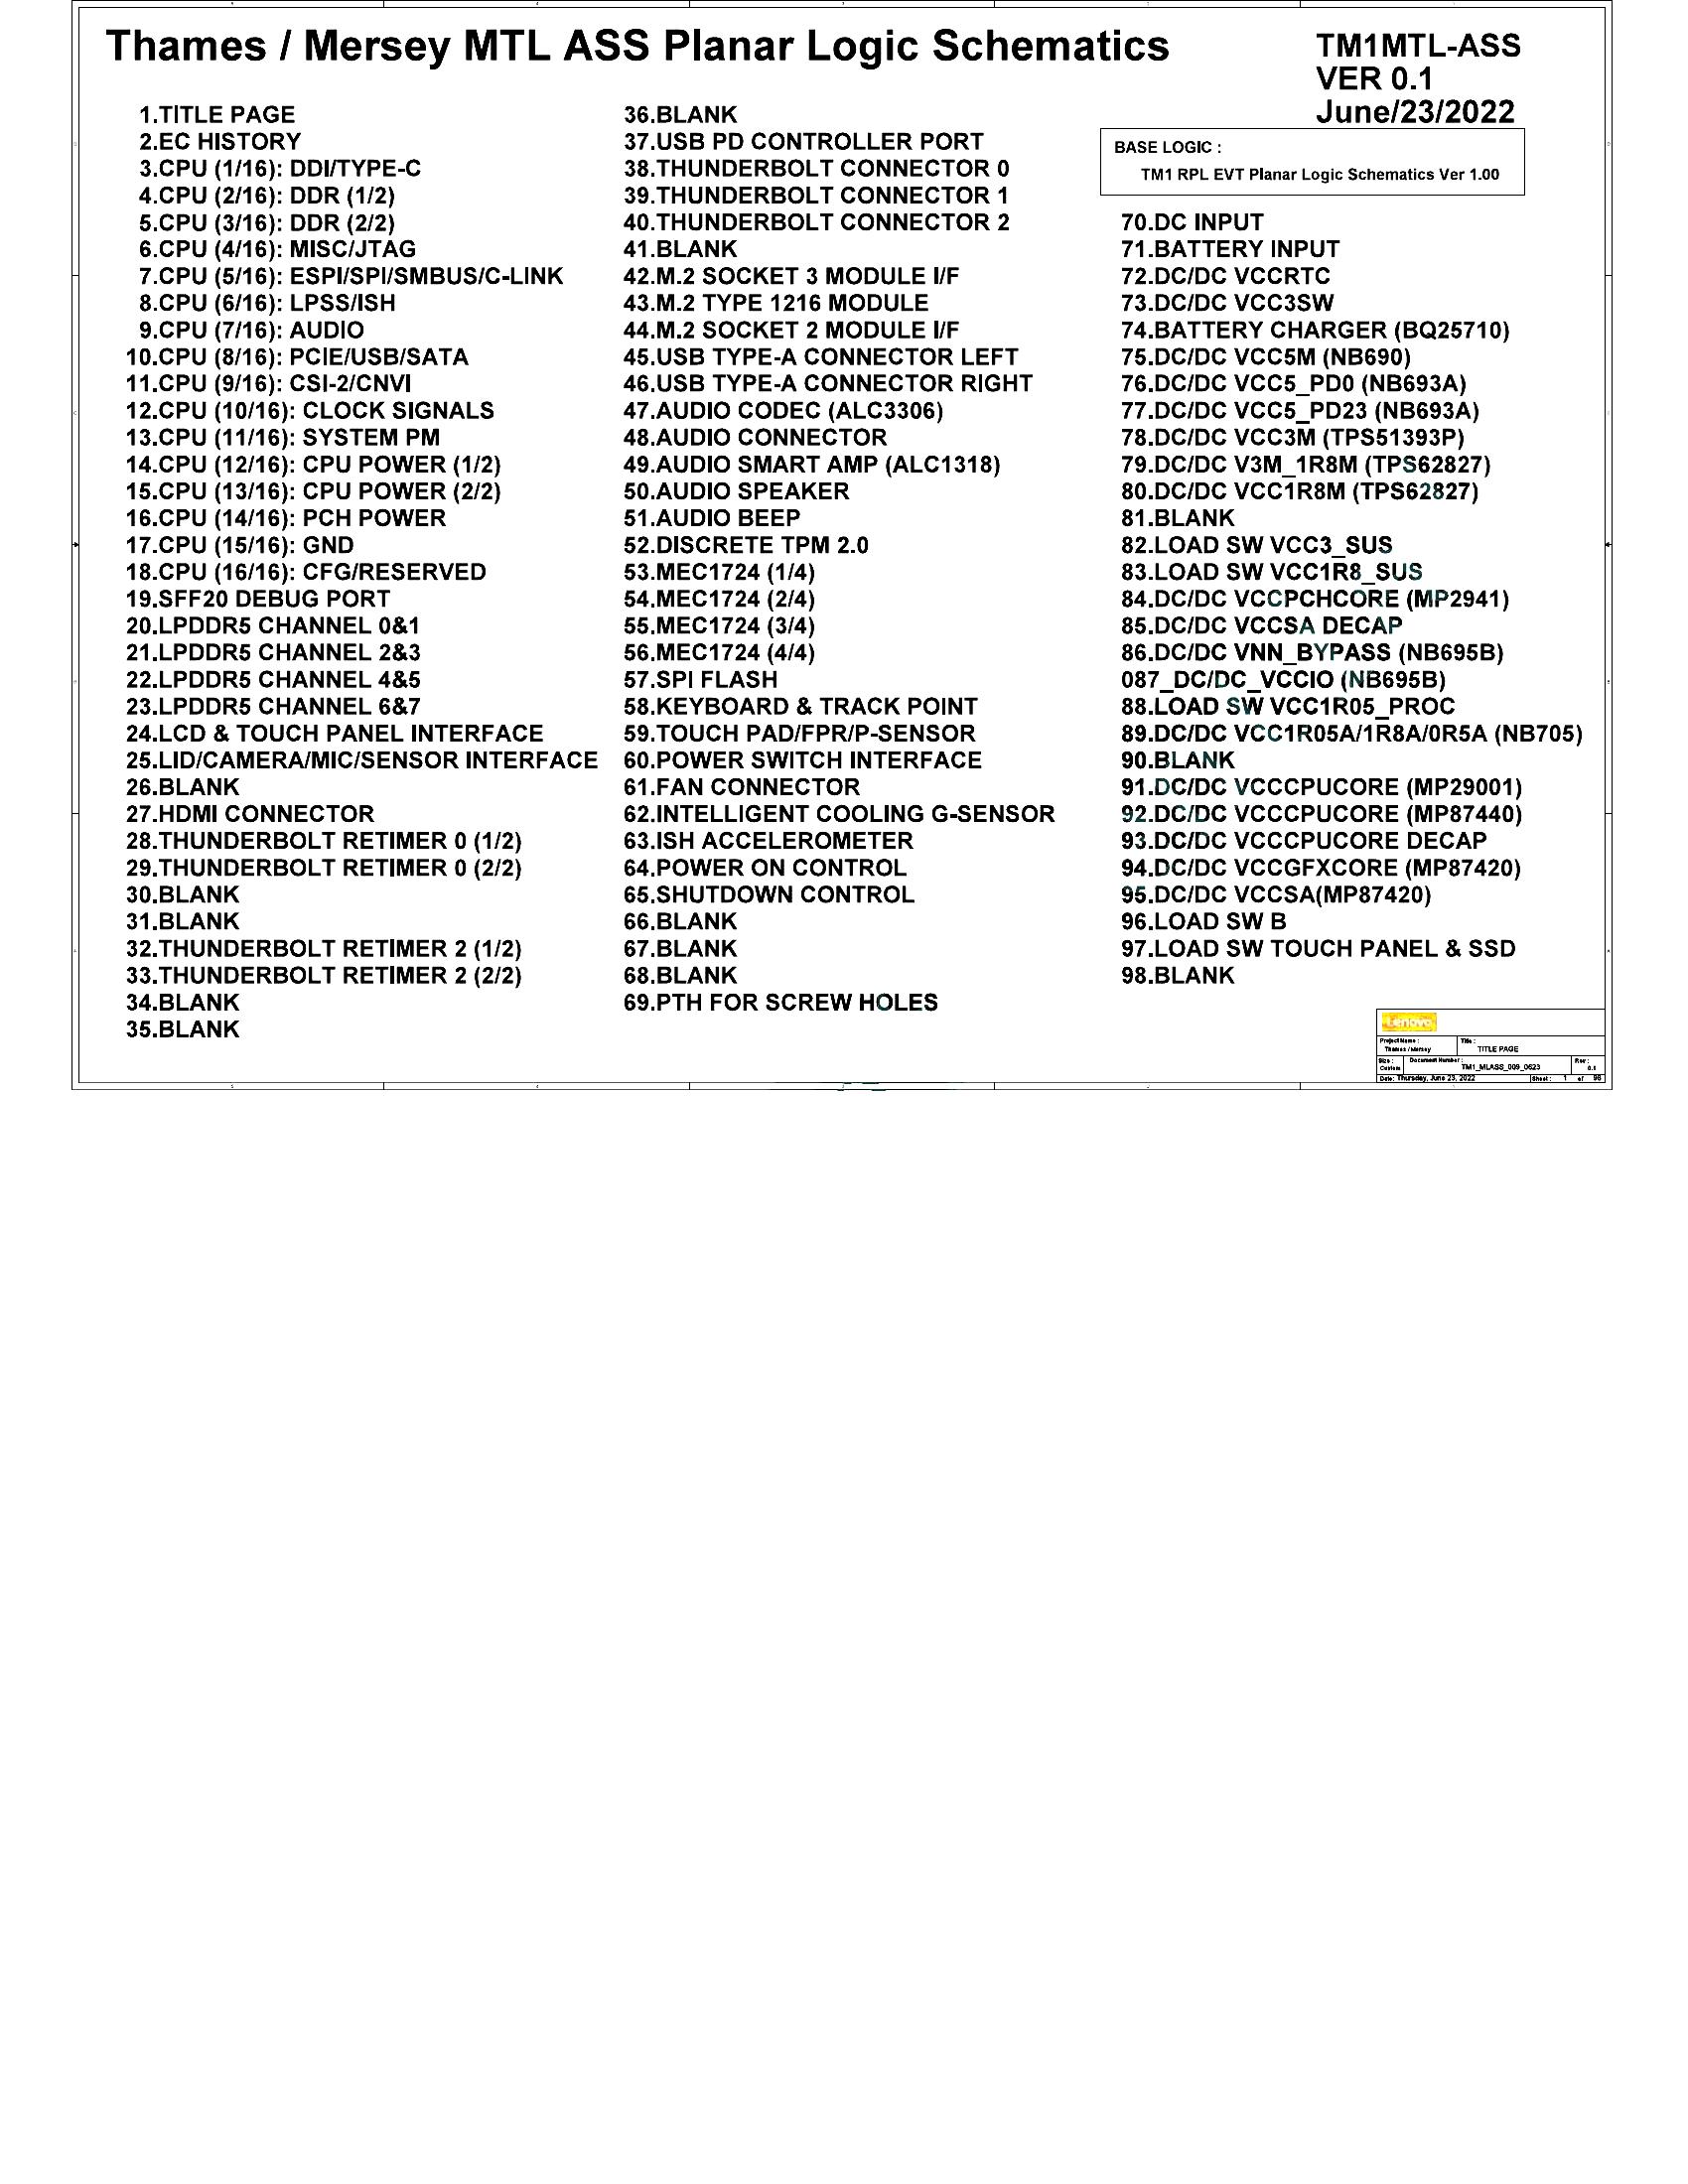 Thames / Mersey MTL ASS Planar Logic Schematics
TM1MTL-ASS
VER 0.1
June/23/2022
BASE LOGIC :
TM1 RPL EVT Planar Logic Schematics Ver 1.00
1.TITLE PAGE
2.EC HISTORY
3.CPU (1/16): DDI/TYPE-C
4.CPU (2/16): DDR (1/2)
5.CPU (3/16): DDR (2/2)
6.CPU (4/16): MISC/JTAG
7.CPU (5/16): ESPI/SPI/SMBUS/C-LINK
8.CPU (6/16): LPSS/ISH
9.CPU (7/16): AUDIO
10.CPU (8/16): PCIE/USB/SATA
11.CPU (9/16): CSI-2/CNVI
12.CPU (10/16): CLOCK SIGNALS
13.CPU (11/16): SYSTEM PM
14.CPU (12/16): CPU POWER (1/2)
15.CPU (13/16): CPU POWER (2/2)
16.CPU (14/16): PCH POWER
17.CPU (15/16): GND
18.CPU (16/16): CFG/RESERVED
19.SFF20 DEBUG PORT
20.LPDDR5 CHANNEL 0&1
21.LPDDR5 CHANNEL 2&3
22.LPDDR5 CHANNEL 4&5
23.LPDDR5 CHANNEL 6&7
24.LCD & TOUCH PANEL INTERFACE
25.LID/CAMERA/MIC/SENSOR INTERFACE
26.BLANK
27.HDMI CONNECTOR
28.THUNDERBOLT RETIMER 0 (1/2)
29.THUNDERBOLT RETIMER 0 (2/2)
30.BLANK
31.BLANK
32.THUNDERBOLT RETIMER 2 (1/2)
33.THUNDERBOLT RETIMER 2 (2/2)
34.BLANK
35.BLANK
36.BLANK
37.USB PD CONTROLLER PORT
38.THUNDERBOLT CONNECTOR 0
39.THUNDERBOLT CONNECTOR 1
40.THUNDERBOLT CONNECTOR 2
41.BLANK
42.M.2 SOCKET 3 MODULE I/F
43.M.2 TYPE 1216 MODULE
44.M.2 SOCKET 2 MODULE I/F
45.USB TYPE-A CONNECTOR LEFT
46.USB TYPE-A CONNECTOR RIGHT
47.AUDIO CODEC (ALC3306)
48.AUDIO CONNECTOR
49.AUDIO SMART AMP (ALC1318)
50.AUDIO SPEAKER
51.AUDIO BEEP
52.DISCRETE TPM 2.0
53.MEC1724 (1/4)
54.MEC1724 (2/4)
55.MEC1724 (3/4)
56.MEC1724 (4/4)
57.SPI FLASH
58.KEYBOARD & TRACK POINT
59.TOUCH PAD/FPR/P-SENSOR
60.POWER SWITCH INTERFACE
61.FAN CONNECTOR
62.INTELLIGENT COOLING G-SENSOR
63.ISH ACCELEROMETER
64.POWER ON CONTROL
65.SHUTDOWN CONTROL
66.BLANK
67.BLANK
68.BLANK
69.PTH FOR SCREW HOLES
70.DC INPUT
71.BATTERY INPUT
72.DC/DC VCCRTC
73.DC/DC VCC3SW
74.BATTERY CHARGER (BQ25710)
75.DC/DC VCC5M (NB690)
76.DC/DC VCC5_PD0 (NB693A)
77.DC/DC VCC5_PD23 (NB693A)
78.DC/DC VCC3M (TPS51393P)
79.DC/DC V3M_1R8M (TPS62827)
80.DC/DC VCC1R8M (TPS62827)
81.BLANK
82.LOAD SW VCC3_SUS
83.LOAD SW VCC1R8_SUS
84.DC/DC VCCPCHCORE (MP2941)
85.DC/DC VCCSA DECAP
86.DC/DC VNN_BYPASS (NB695B)
087_DC/DC_VCCIO (NB695B)
88.LOAD SW VCC1R05_PROC
89.DC/DC VCC1R05A/1R8A/0R5A (NB705)
90.BLANK
91.DC/DC VCCCPUCORE (MP29001)
92.DC/DC VCCCPUCORE (MP87440)
93.DC/DC VCCCPUCORE DECAP
94.DC/DC VCCGFXCORE (MP87420)
95.DC/DC VCCSA(MP87420)
96.LOAD SW B
97.LOAD SW TOUCH PANEL & SSD
98.BLANK
Lenovo
Project Name : Title :
Thames / Mersey TITLE PAGE
Size : Document Number : Rev :
Custom TM1_MLASS_009_0623 0.1
Date: Thursday, June 23, 2022 Sheet : 1 of 98